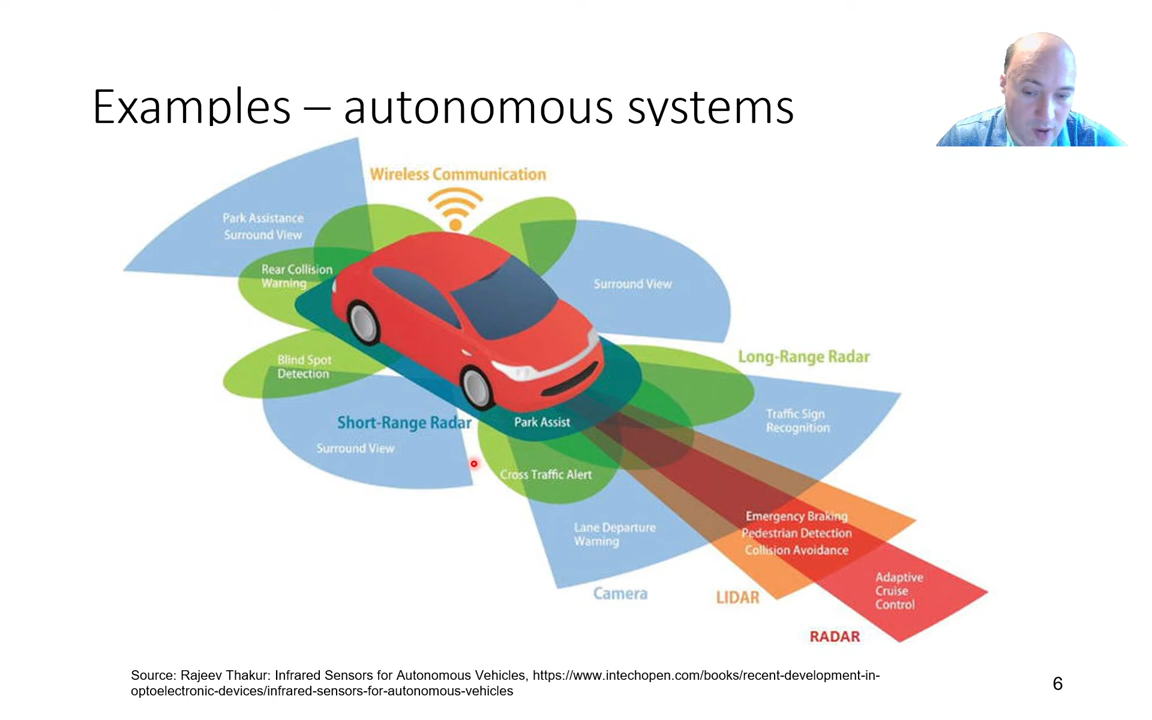 Examples – autonomous systems
Wireless Communication
Park Assistance
Surround View
Rear Collision
Warning
Surround View
Long-Range Radar
Blind Spot
Detection
Traffic Sign
Recognition
Short-Range Radar
Park Assist
Surround View
Cross Traffic Alert
Lane Departure
Warning
Emergency Braking
Pedestrian Detection
Collision Avoidance
Adaptive
Cruise
Control
Camera
LIDAR
RADAR
Source: Rajeev Thakur: Infrared Sensors for Autonomous Vehicles, https://www.intechopen.com/books/recent-development-in-
optoelectronic-devices/infrared-sensors-for-autonomous-vehicles
6